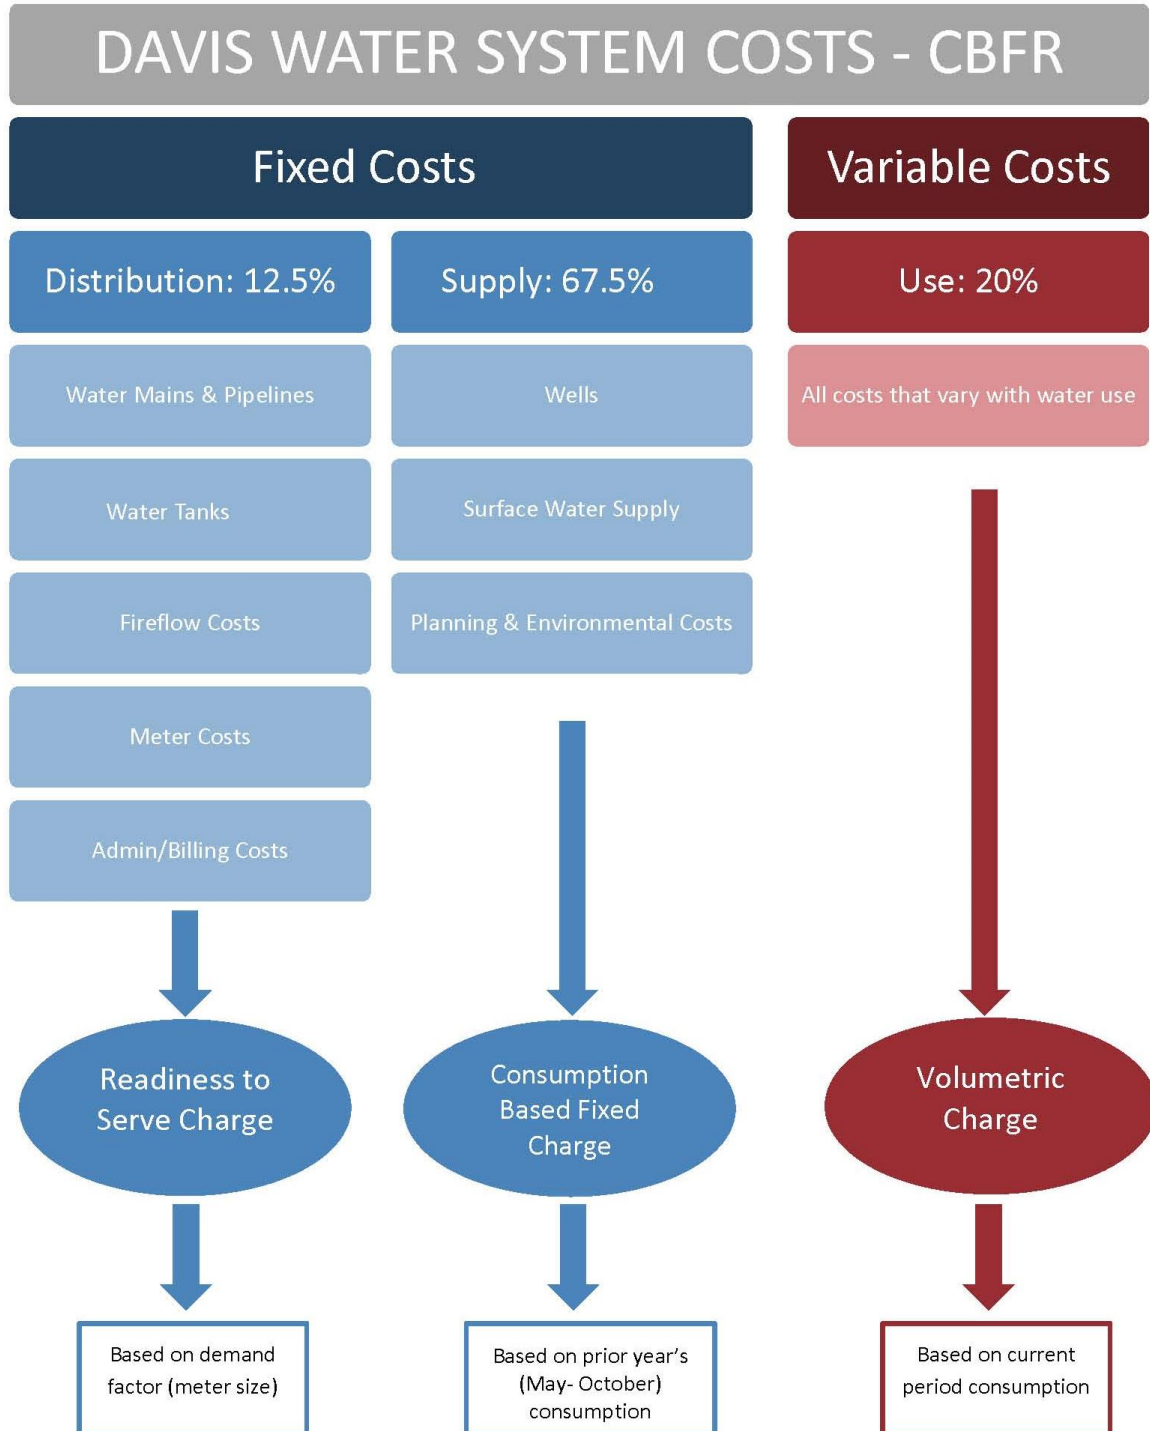 DAVIS WATER SYSTEM COSTS - CBFR
Fixed Costs
Variable Costs
Distribution: 12.5%
Supply: 67.5%
Use: 20%
Water Mains & Pipelines
Wells
All costs that vary with water use
Water Tanks
Surface Water Supply
Fireflow Costs
Planning & Environmental Costs
Meter Costs
Admin/Billing Costs
Readiness to
Serve Charge
Consumption
Based Fixed
Charge
Volumetric
Charge
Based on demand
factor (meter size)
Based on prior year's
(May- October)
consumption
Based on current
period consumption